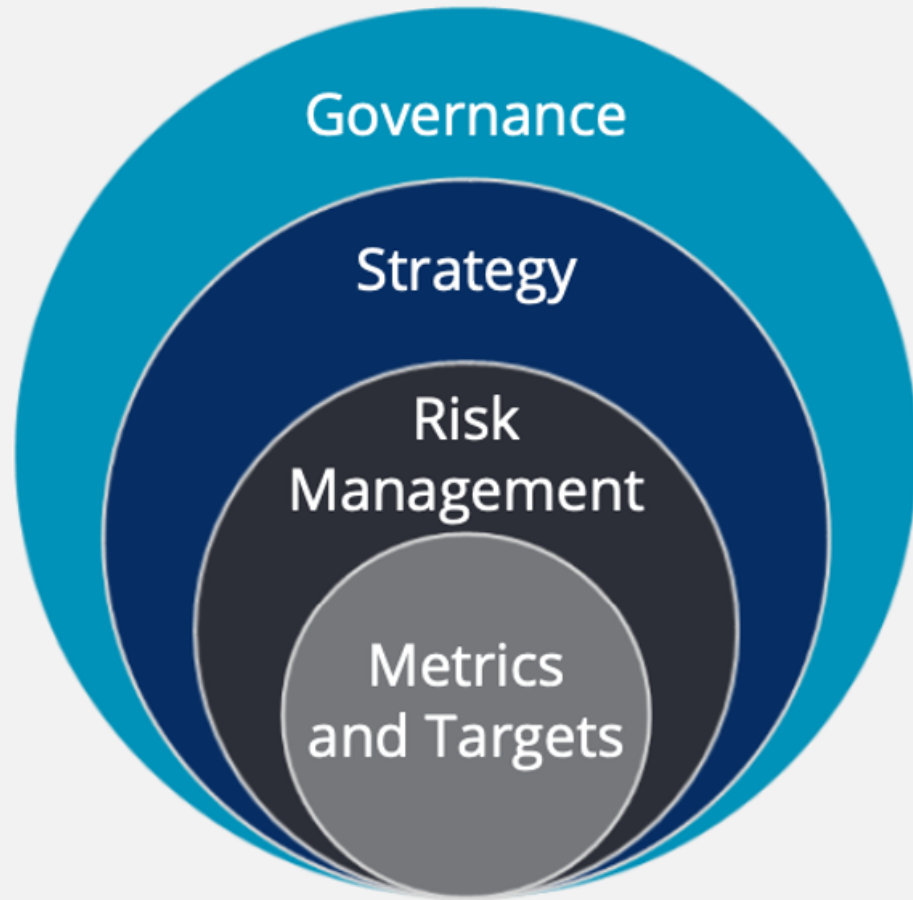 Governance
Strategy
Risk
Management
Metrics
and Targets